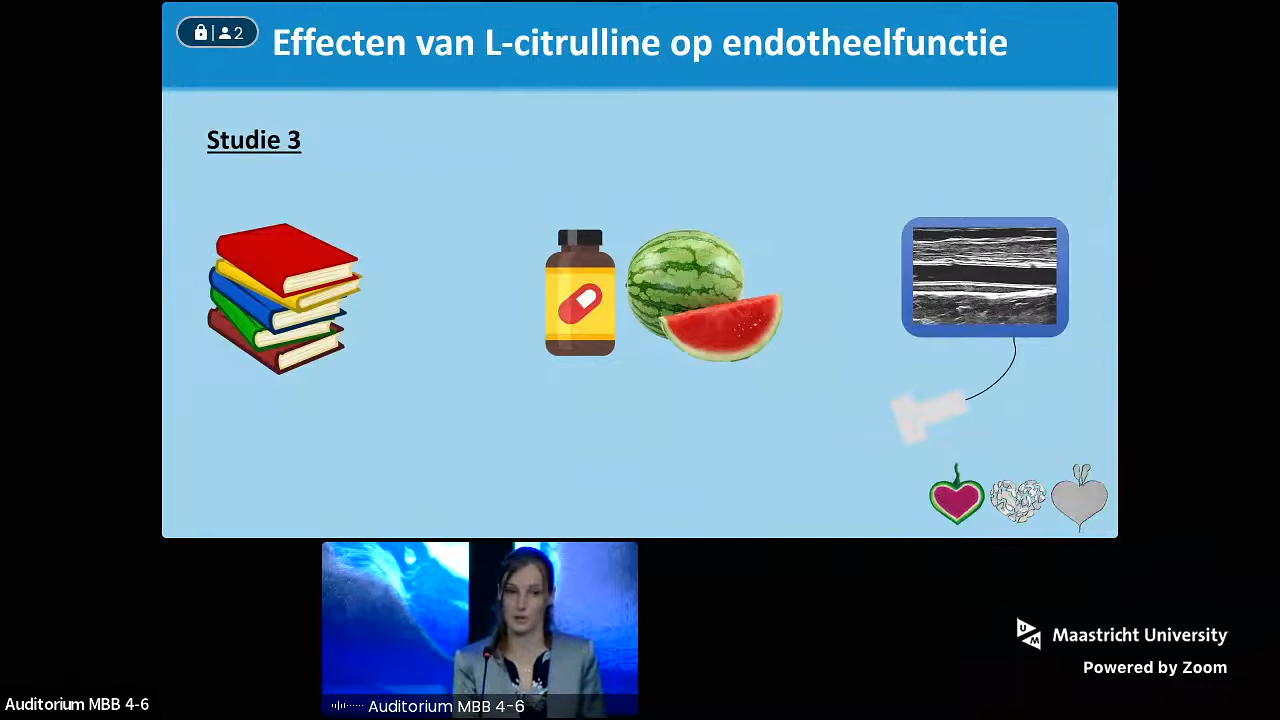 2
Effecten van L-citrulline op endotheelfunctie
Studie 3
U
M
Maastricht University
Powered by Zoom
Auditorium MBB 4-6
Auditorium MBB 4-6